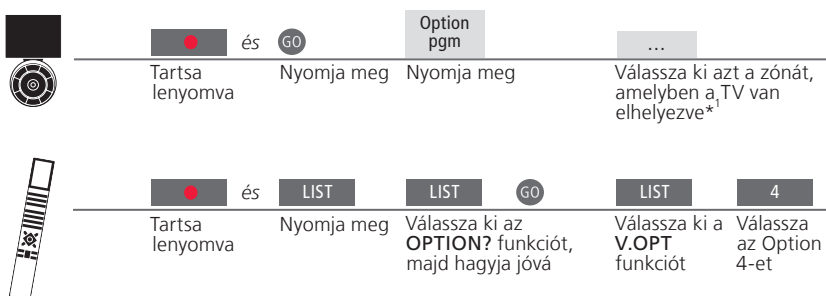 Option
pgm
és GO ...
Tartsa
lenyomva
Nyomja meg
Nyomja meg
Válassza ki azt a zónát,
amelyben a TV van
elhelyezve*1
és LIST LIST GO LIST 4
Tartsa
lenyomva
Nyomja meg
Válassza ki az
OPTION? funkciót,
majd hagyja jóvá
Válassza ki a
V.OPT
funkciót
Válassza
az Option
4-et